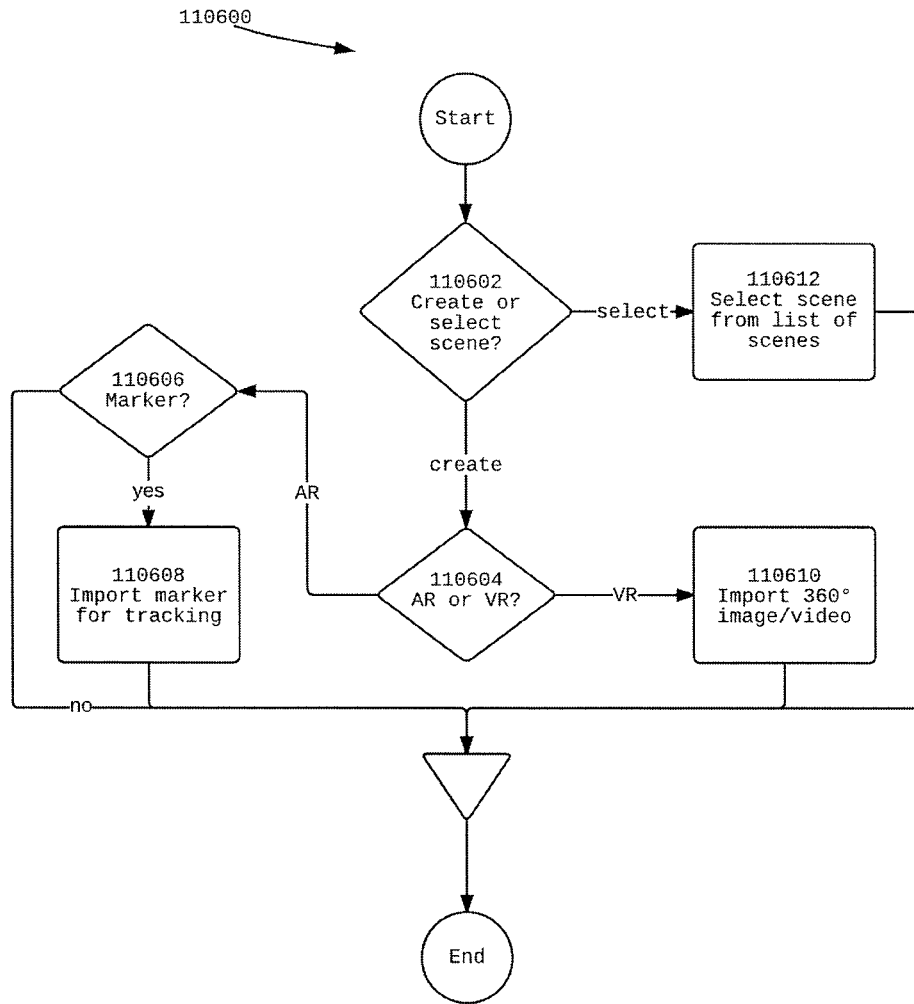 110600
Start
110602
Create or
select
scene?
select
110612
Select scene
from list of
scenes
110606
Marker?
create
yes
AR
110608
Import marker
for tracking
110604
AR or VR?
VR
110610
Import 360°
image/video
no
End